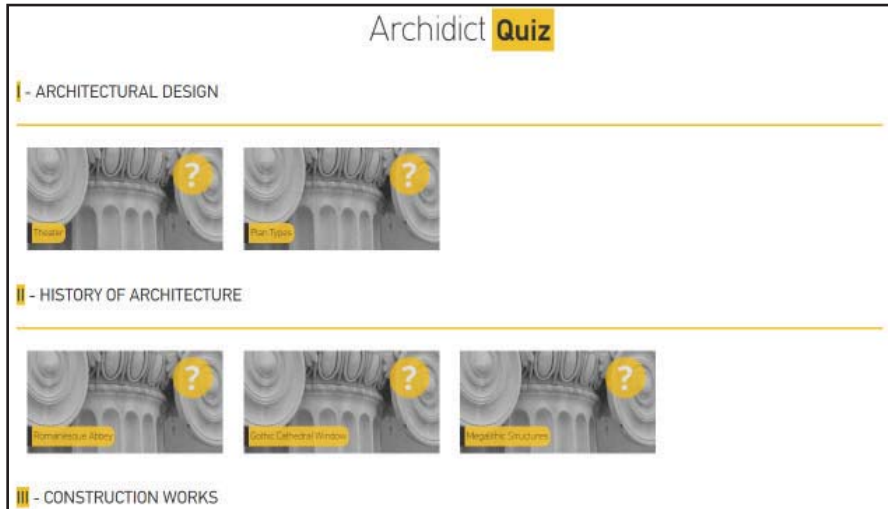 Archidict Quiz
I - ARCHITECTURAL DESIGN
?
?
Theater
Plan Types
II - HISTORY OF ARCHITECTURE
?
?
?
Romanesque Abbey
Gothic Cathedral Window
Megalithic Structures
III - CONSTRUCTION WORKS